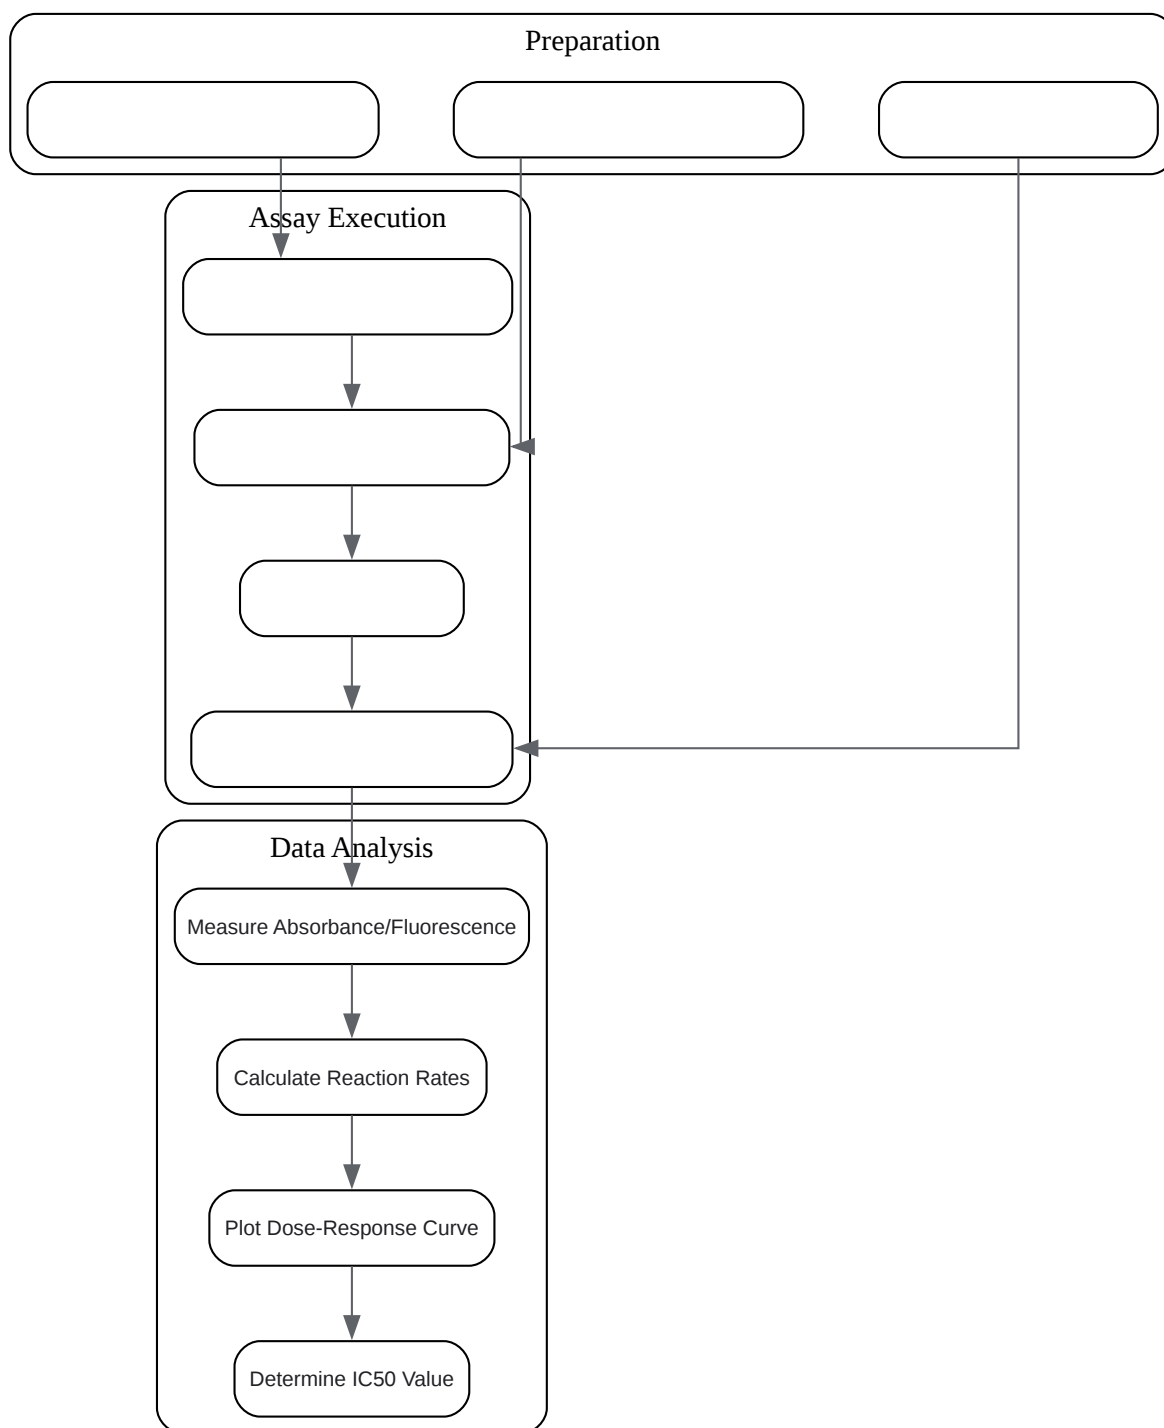 Preparation
Assay Execution
Data Analysis
Measure Absorbance/Fluorescence
Calculate Reaction Rates
Plot Dose-Response Curve
Determine IC50 Value